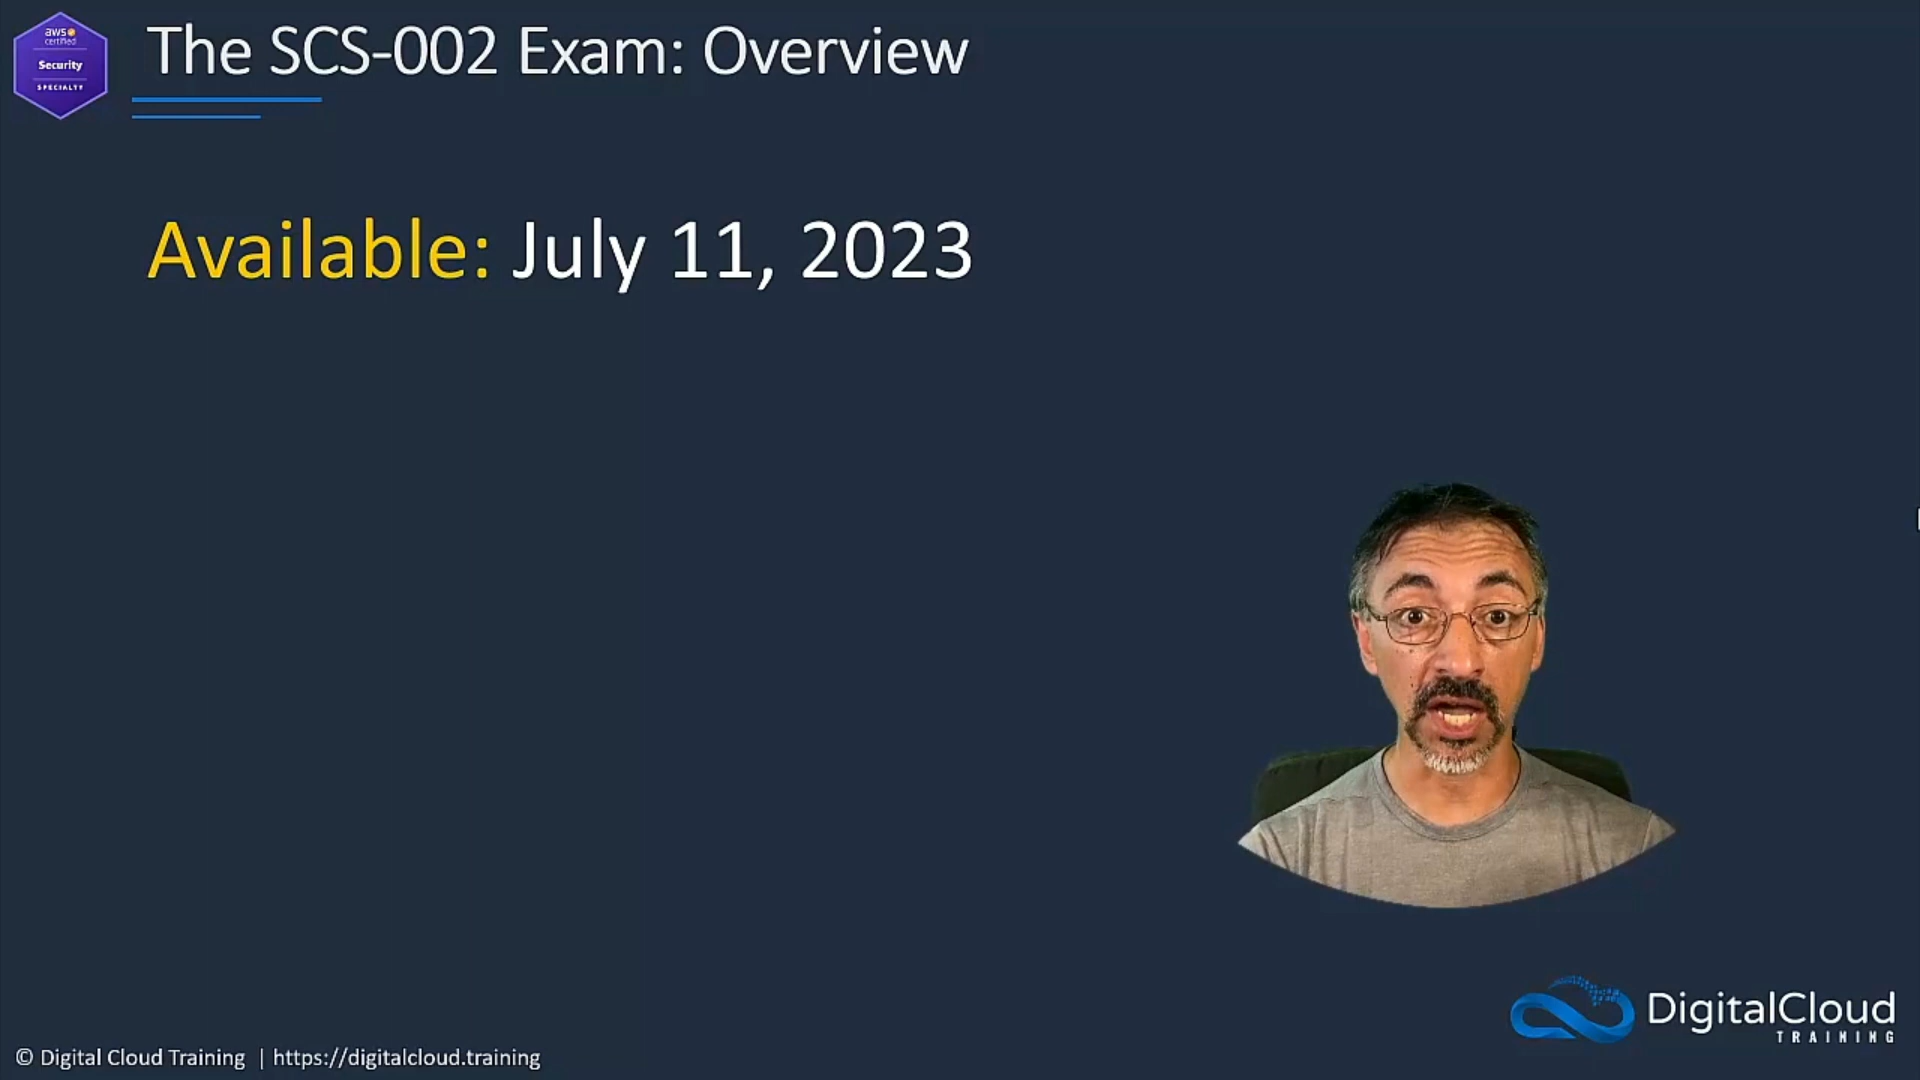 aws
certified
Security
SPECIALTY
The SCS-002 Exam: Overview
Available: July 11, 2023
DigitalCloud
TRAINING
© Digital Cloud Training | https://digitalcloud.training